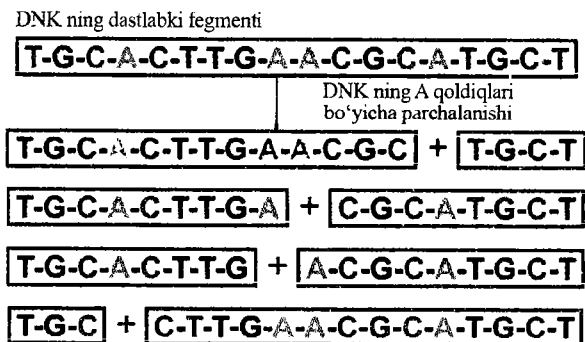 DNK ning dastlabki fegmenti
T-G-C-A-C-T-T-G-A-A-C-G-C-A-T-G-C-T
DNK ning A qoldiqlari
bo‘yicha parchalanishi
T-G-C-A-C-T-T-G-A-A-C-G-C + T-G-C-T
T-G-C-A-C-T-T-G-A + C-G-C-A-T-G-C-T
T-G-C-A-C-T-T-G + A-C-G-C-A-T-G-C-T
T-G-C + C-T-T-G-A-A-C-G-C-A-T-G-C-T